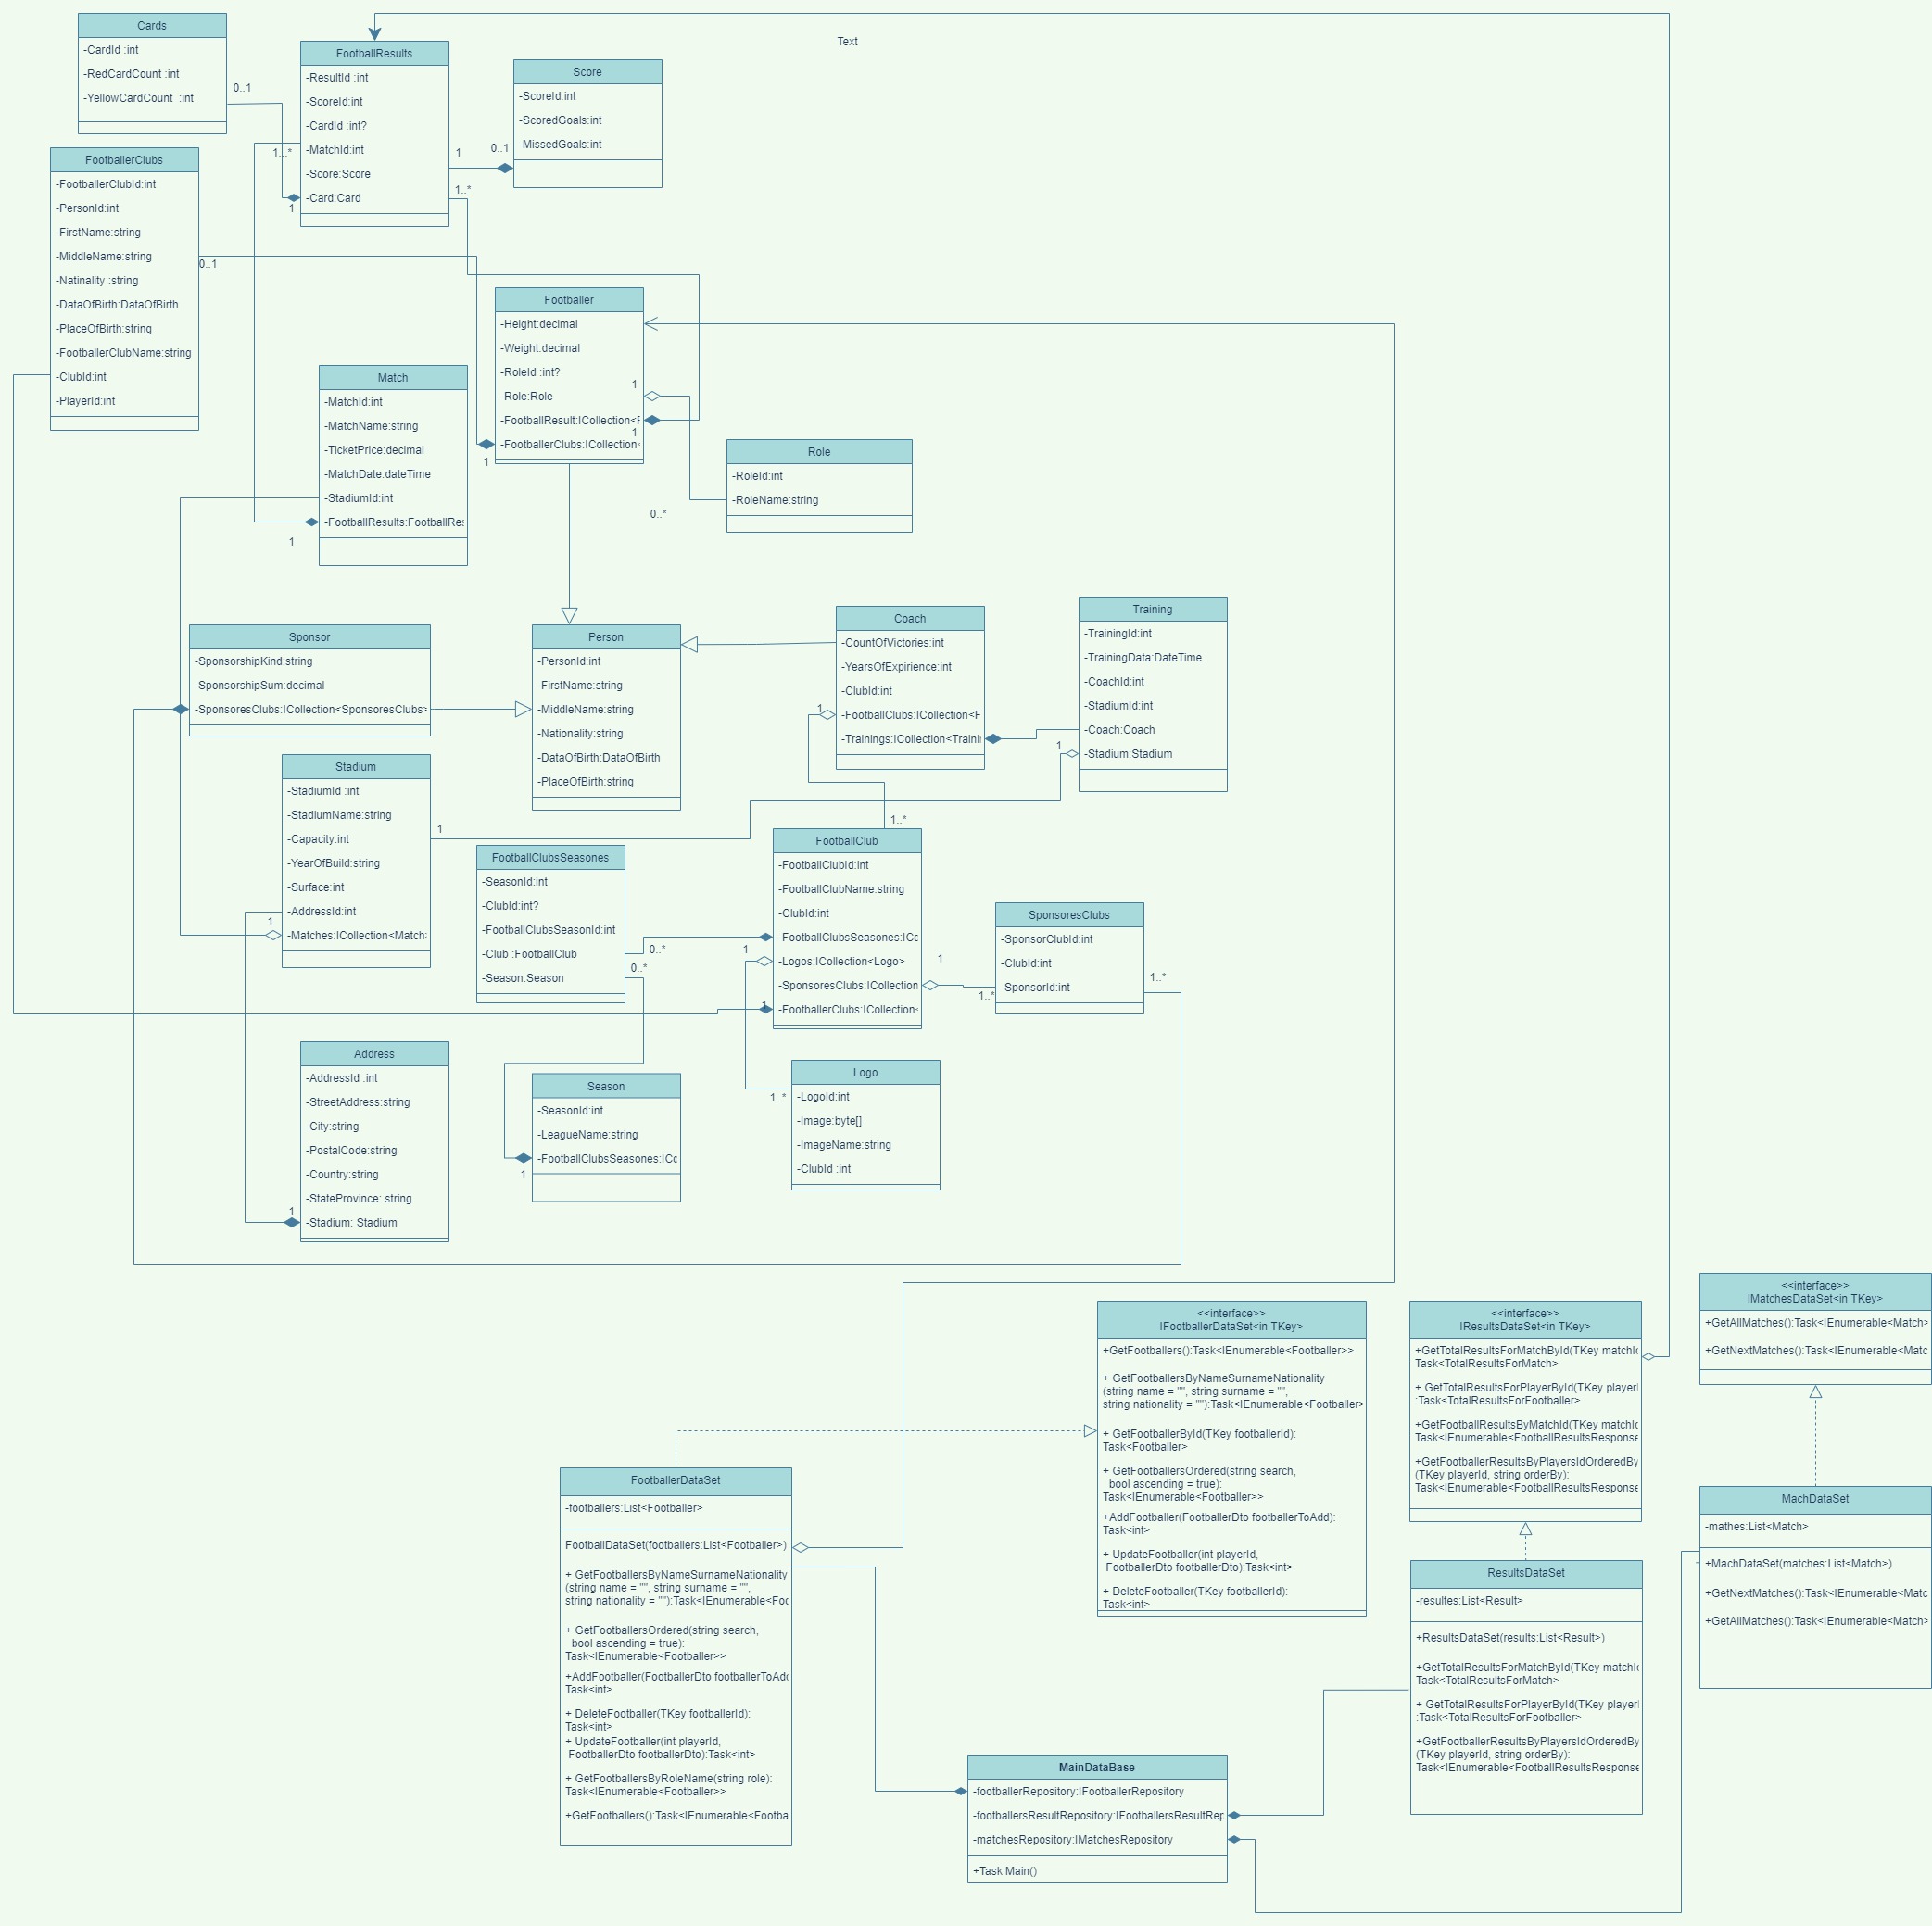 Cards
-CardId :int
-RedCardCount :int
-YellowCardCount  :int
0..1
FootballResults
-ResultId :int
-ScoreId:int
-CardId :int?
-MatchId:int
-Score:Score
-Card:Card
1...*
1
1
0..1
1..*
Text
Score
-ScoreId:int
-ScoredGoals:int
-MissedGoals:int
FootballerClubs
-FootballerClubId:int
-PersonId:int
-FirstName:string
-MiddleName:string
-Natinality :string
-DataOfBirth:DataOfBirth
-PlaceOfBirth:string
-FootballerClubName:string
-ClubId:int
-PlayerId:int
0..1
Footballer
-Height:decimal
-Weight:decimal
-RoleId :int?
-Role:Role
-FootballResult:ICollection<F
-FootballerClubs:ICollection<
1
1
1
Match
-MatchId:int
-MatchName:string
-TicketPrice:decimal
-MatchDate:dateTime
-StadiumId:int
-FootballResults:FootballRes
1
Role
-RoleId:int
-RoleName:string
0..*
Sponsor
-SponsorshipKind:string
-SponsorshipSum:decimal
-SponsoresClubs:ICollection<SponsoresClubs>
Person
-PersonId:int
-FirstName:string
-MiddleName:string
-Nationality:string
-DataOfBirth:DataOfBirth
-PlaceOfBirth:string
Coach
-CountOfVictories:int
-YearsOfExpirience:int
-ClubId:int
-FootballClubs:ICollection<F
-Trainings:ICollection<Trainin
1
Training
-TrainingId:int
-TrainingData:DateTime
-CoachId:int
-StadiumId:int
-Coach:Coach
-Stadium:Stadium
1
Stadium
-StadiumId :int
-StadiumName:string
-Capacity:int
-YearOfBuild:string
-Surface:int
-AddressId:int
-Matches:ICollection<Match>
1
1
FootballClubsSeasones
-SeasonId:int
-ClubId:int?
-FootballClubsSeasonId:int
-Club :FootballClub
-Season:Season
0..*
0..*
1..*
FootballClub
-FootballClubId:int
-FootballClubName:string
-ClubId:int
-FootballClubsSeasones:ICo
-Logos:ICollection<Logo>
-SponsoresClubs:ICollection
-FootballerClubs:ICollection<
1
1
1
SponsoresClubs
-SponsorClubId:int
-ClubId:int
-SponsorId:int
1..*
1..*
Address
-AddressId :int
-StreetAddress:string
-City:string
-PostalCode:string
-Country:string
-StateProvince: string
-Stadium: Stadium
1
Season
-SeasonId:int
-LeagueName:string
-FootballClubsSeasones:ICo
1
Logo
-LogoId:int
-Image:byte[]
-ImageName:string
-ClubId :int
1..*
<<interface>>
IFootballerDataSet<in TKey>
+GetFootballers():Task<IEnumerable<Footballer>>
+ GetFootballersByNameSurnameNationality
(string name = "", string surname = "",
string nationality = ""):Task<IEnumerable<Footballer>
+ GetFootballerById(TKey footballerId):
Task<Footballer>
+ GetFootballersOrdered(string search,
bool ascending = true):
Task<IEnumerable<Footballer>>
+AddFootballer(FootballerDto footballerToAdd):
Task<int>
+ UpdateFootballer(int playerId,
FootballerDto footballerDto):Task<int>
+ DeleteFootballer(TKey footballerId):
Task<int>
<<interface>>
IResultsDataSet<in TKey>
+GetTotalResultsForMatchById(TKey matchId
Task<TotalResultsForMatch>
+ GetTotalResultsForPlayerById(TKey playerI
:Task<TotalResultsForFootballer>
+GetFootballResultsByMatchId(TKey matchId
Task<IEnumerable<FootballResultsResponse
+GetFootballerResultsByPlayersIdOrderedBy
(TKey playerId, string orderBy):
Task<IEnumerable<FootballResultsResponse
<<interface>>
IMatchesDataSet<in TKey>
+GetAllMatches():Task<IEnumerable<Match>
+GetNextMatches():Task<IEnumerable<Matc
FootballerDataSet
-footballers:List<Footballer>
FootballDataSet(footballers:List<Footballer>)
+ GetFootballersByNameSurnameNationality
(string name = "", string surname = "",
string nationality = ""):Task<IEnumerable<Foo
+ GetFootballersOrdered(string search,
bool ascending = true):
Task<IEnumerable<Footballer>>
+AddFootballer(FootballerDto footballerToAdd
Task<int>
+ DeleteFootballer(TKey footballerId):
Task<int>
+ UpdateFootballer(int playerId,
FootballerDto footballerDto):Task<int>
+ GetFootballersByRoleName(string role):
Task<IEnumerable<Footballer>>
+GetFootballers():Task<IEnumerable<Footba
ResultsDataSet
-resultes:List<Result>
+ResultsDataSet(results:List<Result>)
+GetTotalResultsForMatchById(TKey matchId
Task<TotalResultsForMatch>
+ GetTotalResultsForPlayerById(TKey playerI
:Task<TotalResultsForFootballer>
+GetFootballerResultsByPlayersIdOrderedBy
(TKey playerId, string orderBy):
Task<IEnumerable<FootballResultsResponse
MachDataSet
-mathes:List<Match>
+MachDataSet(matches:List<Match>)
+GetNextMatches():Task<IEnumerable<Matc
+GetAllMatches():Task<IEnumerable<Match>
MainDataBase
-footballerRepository:IFootballerRepository
-footballersResultRepository:IFootballersResultRep
-matchesRepository:IMatchesRepository
+Task Main()